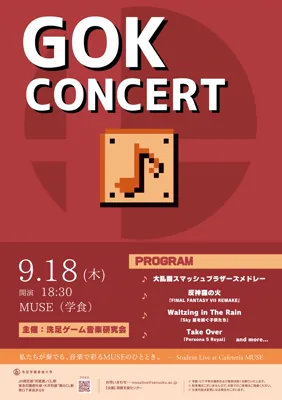 GOK
CONCERT
9.18 (木)
開演 18:30
MUSE（学食）
主催：洗足ゲーム音楽研究会
PROGRAM
大乱闘スマッシュブラザーズメドレー
反神羅の火
「FINAL FANTASY VII REMAKE」
Waltzing In The Rain
「Sky 星を紡ぐ子供たち」
Take Over
「Persona 5 Royal」 and more...
私たちが奏でる、音楽で彩るMUSEのひととき。 — Student Live at Cafeteria MUSE